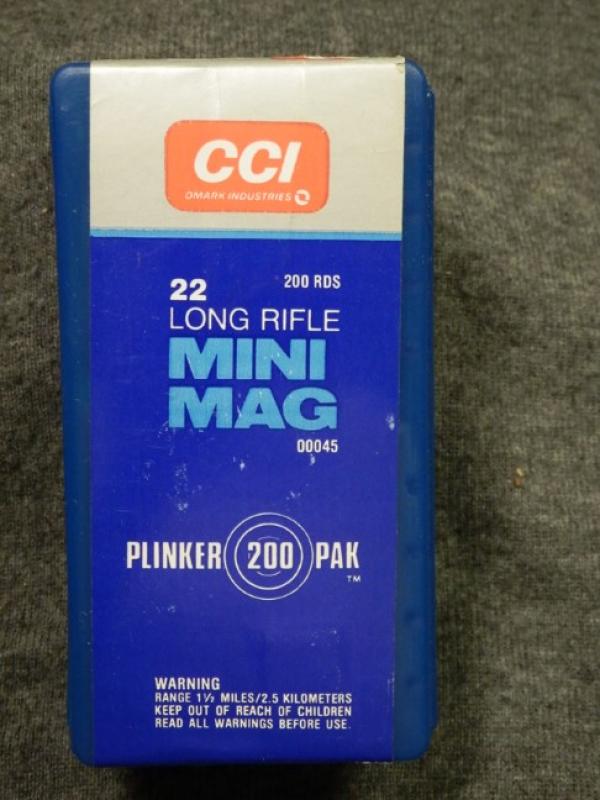 CCI
OMARK INDUSTRIES
22 200 RDS
LONG RIFLE
MINI
MAG
00045
PLINKER 200 PAK
TM
WARNING
RANGE 1½ MILES/2.5 KILOMETERS
KEEP OUT OF REACH OF CHILDREN
READ ALL WARNINGS BEFORE USE.